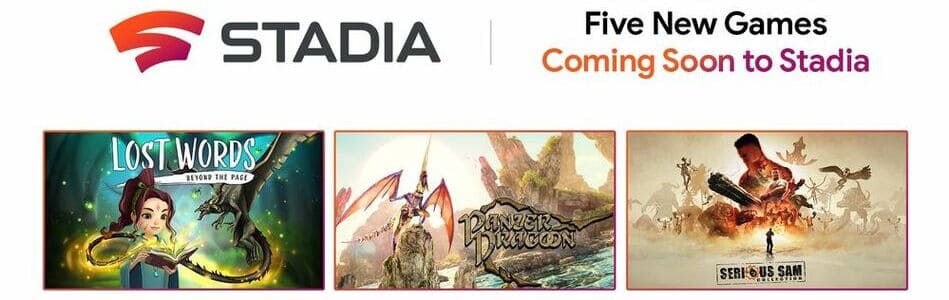 STADIA
Five New Games
Coming Soon to Stadia
LOST WORDS
BEYOND THE PAGE
PANZER
DRAGOON
SERIOUS SAM
COLLECTION